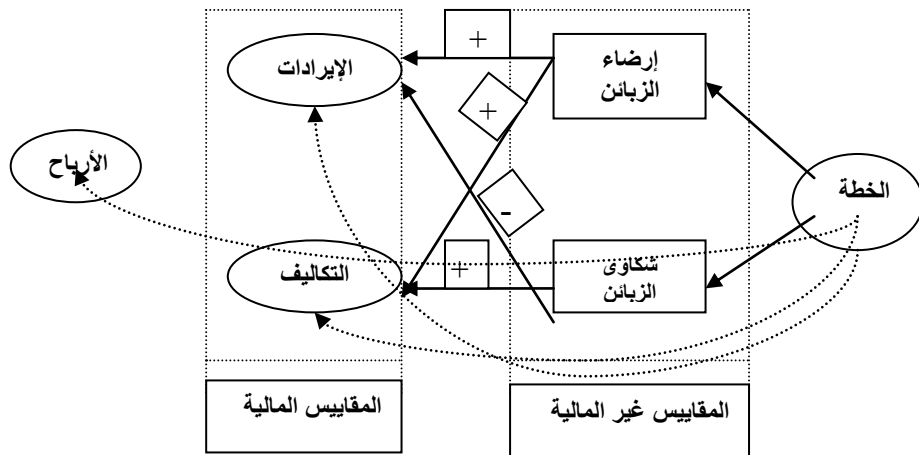 الخطة
إرضاء
الزبائن
شكاوى
الزبائن
+
+
-
+
الإيرادات
التكاليف
الأرباح
المقاييس غير المالية
المقاييس المالية